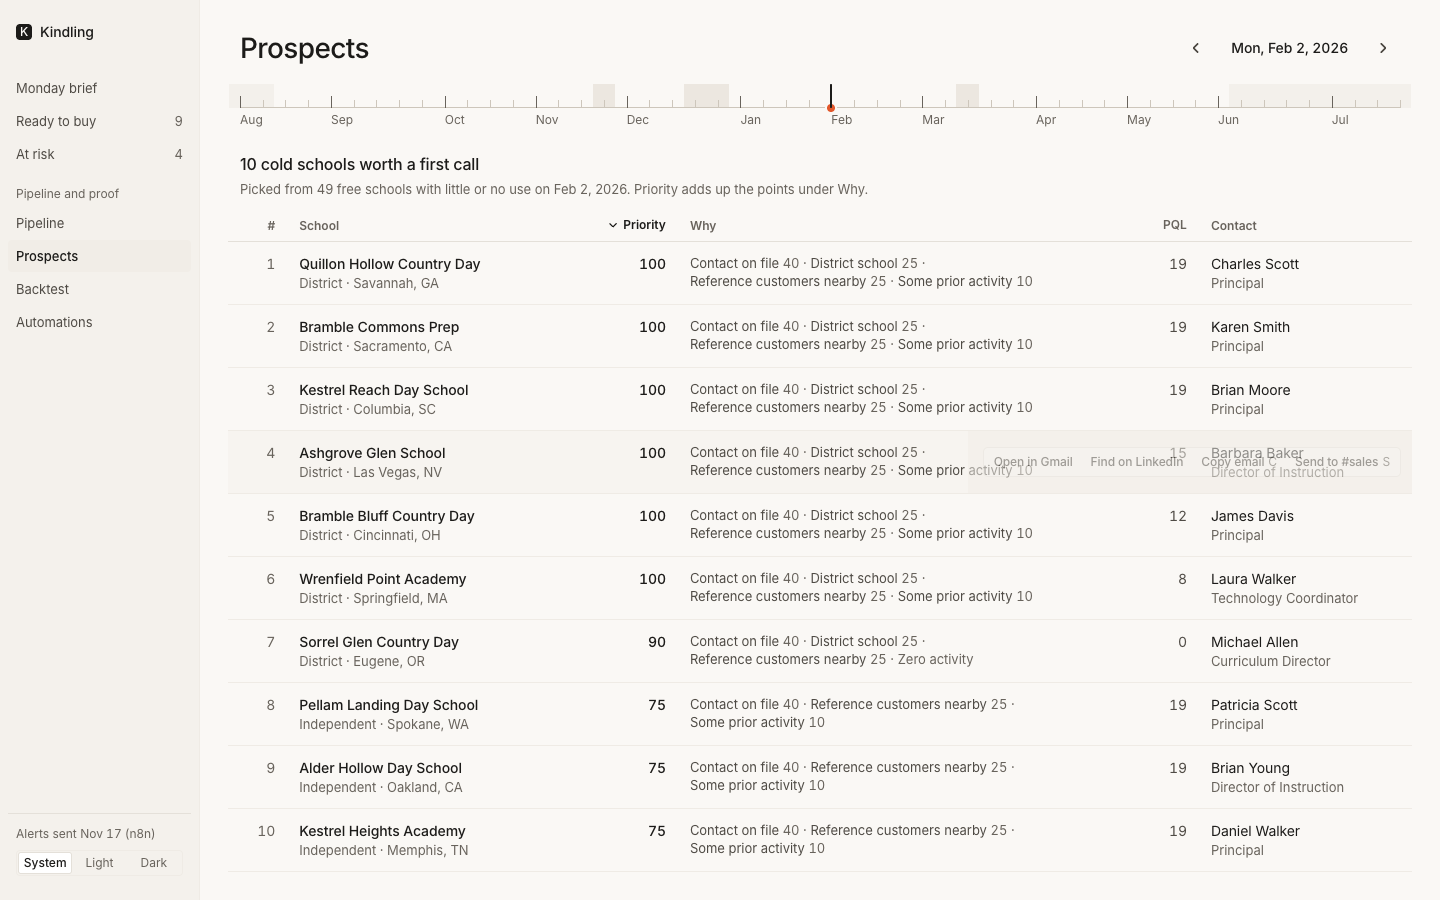 K Kindling
Monday brief
Ready to buy 9
At risk 4
Pipeline and proof
Pipeline
Prospects
Backtest
Automations
Alerts sent Nov 17 (n8n)
System Light Dark
Prospects
Mon, Feb 2, 2026
Aug Sep Oct Nov Dec Jan Feb Mar Apr May Jun Jul
10 cold schools worth a first call
Picked from 49 free schools with little or no use on Feb 2, 2026. Priority adds up the points under Why.
# School Priority Why PQL Contact
1 Quillon Hollow Country Day 100 Contact on file 40 · District school 25 · 19 Charles Scott
District · Savannah, GA Reference customers nearby 25 · Some prior activity 10 Principal
2 Bramble Commons Prep 100 Contact on file 40 · District school 25 · 19 Karen Smith
District · Sacramento, CA Reference customers nearby 25 · Some prior activity 10 Principal
3 Kestrel Reach Day School 100 Contact on file 40 · District school 25 · 19 Brian Moore
District · Columbia, SC Reference customers nearby 25 · Some prior activity 10 Principal
4 Ashgrove Glen School 100 Contact on file 40 · District school 25 · 15 Barbara Baker
Open in Gmail Find on LinkedIn Copy email C Send to #sales S
District · Las Vegas, NV Reference customers nearby 25 · Some prior activity 10 Director of Instruction
5 Bramble Bluff Country Day 100 Contact on file 40 · District school 25 · 12 James Davis
District · Cincinnati, OH Reference customers nearby 25 · Some prior activity 10 Principal
6 Wrenfield Point Academy 100 Contact on file 40 · District school 25 · 8 Laura Walker
District · Springfield, MA Reference customers nearby 25 · Some prior activity 10 Technology Coordinator
7 Sorrel Glen Country Day 90 Contact on file 40 · District school 25 · 0 Michael Allen
District · Eugene, OR Reference customers nearby 25 · Zero activity Curriculum Director
8 Pellam Landing Day School 75 Contact on file 40 · Reference customers nearby 25 · 19 Patricia Scott
Independent · Spokane, WA Some prior activity 10 Principal
9 Alder Hollow Day School 75 Contact on file 40 · Reference customers nearby 25 · 19 Brian Young
Independent · Oakland, CA Some prior activity 10 Director of Instruction
10 Kestrel Heights Academy 75 Contact on file 40 · Reference customers nearby 25 · 19 Daniel Walker
Independent · Memphis, TN Some prior activity 10 Principal